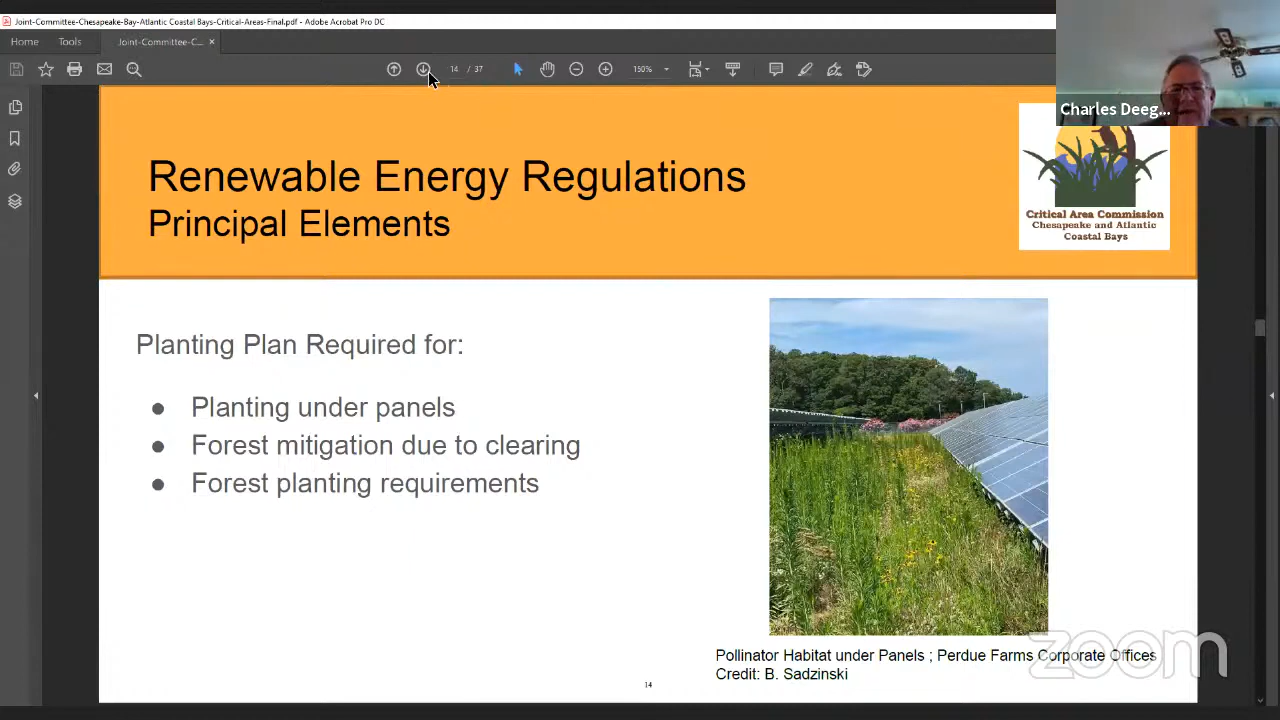 Joint-Committee-Chesapeake-Bay-Atlantic Coastal Bays-Critical-Areas-Final.pdf - Adobe Acrobat Pro DC
Home
Tools
Joint-Committee-C... ×
14 / 37
150%
Charles Deeg...
Renewable Energy Regulations
Principal Elements
Critical Area Commission
Chesapeake and Atlantic
Coastal Bays
Planting Plan Required for:
● Planting under panels
● Forest mitigation due to clearing
● Forest planting requirements
Pollinator Habitat under Panels ; Perdue Farms Corporate Offices
Credit: B. Sadzinski
14
zoom